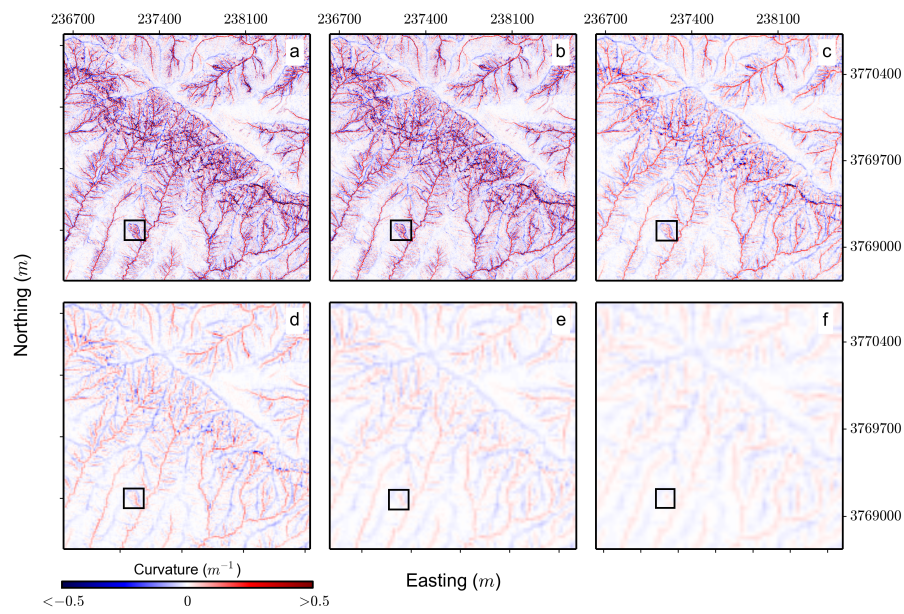 236700 237400 238100 236700 237400 238100 236700 237400 238100
a b c
3770400
3769700
3769000
Northing (m)
d e f
3770400
3769700
3769000
Curvature (m⁻¹)
Easting (m)
<−0.5 0 >0.5